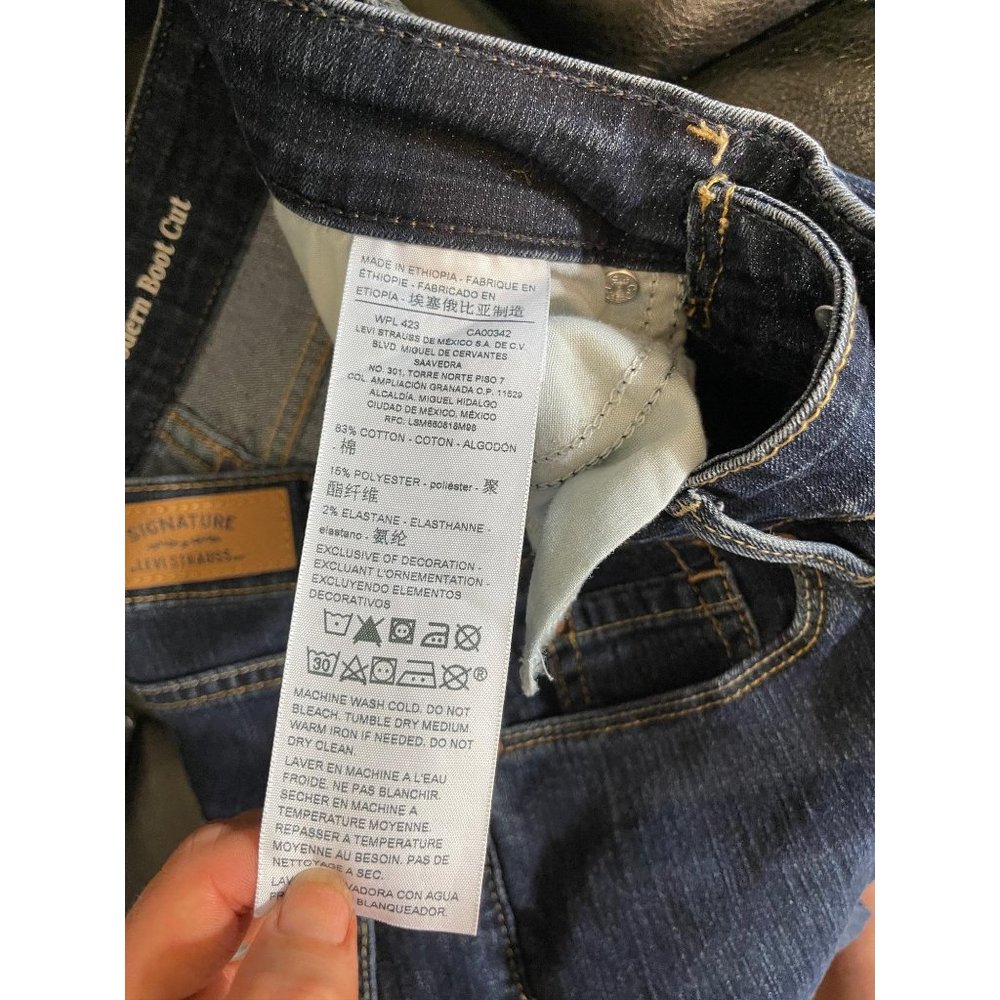 Boot Cut
SIGNATURE
LEVI STRAUSS
MADE IN ETHIOPIA - FABRIQUE EN
ÉTHIOPIE - FABRICADO EN
ETIOPIA - 埃塞俄比亚制造
WPL 423 CA00342
LEVI STRAUSS DE MÉXICO S.A. DE C.V.
BLVD. MIGUEL DE CERVANTES
SAAVEDRA
NO. 301, TORRE NORTE PISO 7
COL. AMPLIACIÓN GRANADA C.P. 11529
ALCALDÍA. MIGUEL HIDALGO
CIUDAD DE MÉXICO, MÉXICO
RFC: LSM680818M98
83% COTTON - COTON - ALGODÓN
棉
15% POLYESTER - poliéster - 聚
酯纤维
2% ELASTANE - ELASTHANNE -
elastano - 氨纶
EXCLUSIVE OF DECORATION -
EXCLUANT L'ORNEMENTATION -
EXCLUYENDO ELEMENTOS
DECORATIVOS
30 ®
MACHINE WASH COLD. DO NOT
BLEACH. TUMBLE DRY MEDIUM.
WARM IRON IF NEEDED. DO NOT
DRY CLEAN.
LAVER EN MACHINE A L'EAU
FROIDE. NE PAS BLANCHIR.
SECHER EN MACHINE A
TEMPERATURE MOYENNE.
REPASSER A TEMPERATURE
MOYENNE AU BESOIN. PAS DE
NETTOYAGE A SEC.
CON AGUA
BLANQUEADOR.